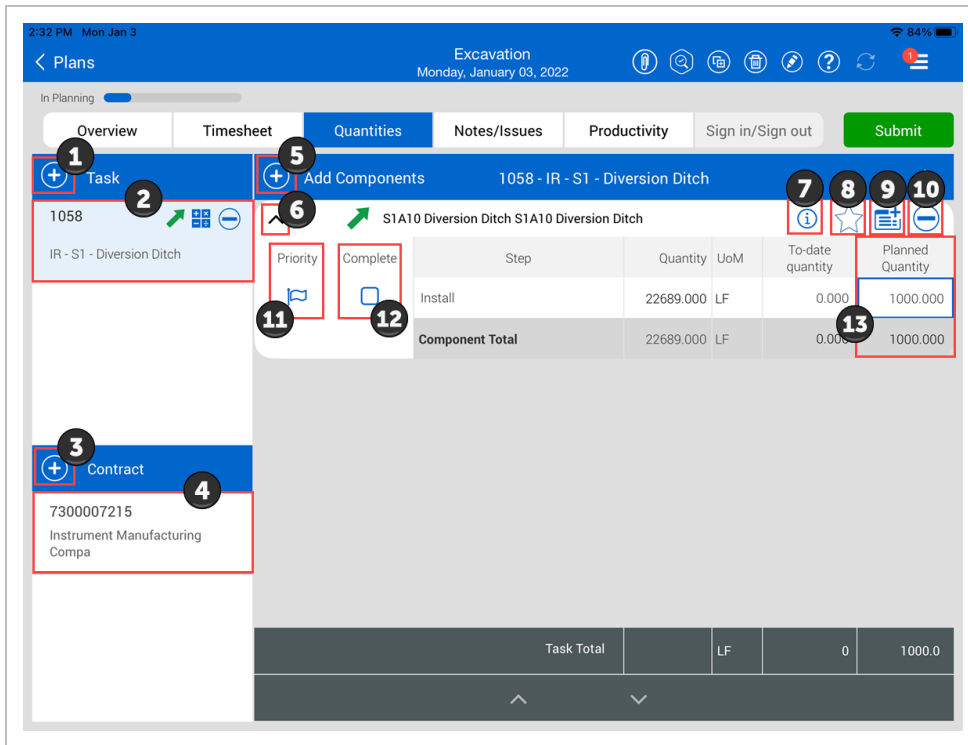 2:32 PM Mon Jan 3
84%
Plans
Excavation
Monday, January 03, 2022
1
In Planning
Overview
Timesheet
Quantities
Notes/Issues
Productivity
Sign in/Sign out
Submit
1
Task
2
1058
IR - S1 - Diversion Ditch
3
Contract
4
7300007215
Instrument Manufacturing
Compa
5
Add Components
1058 - IR - S1 - Diversion Ditch
6
S1A10 Diversion Ditch S1A10 Diversion Ditch
7
8
9
10
Priority
Complete
Step
Quantity
UoM
To-date
quantity
Planned
Quantity
11
12
Install
22689.000
LF
0.000
1000.000
13
Component Total
22689.000
LF
0.000
1000.000
Task Total
LF
0
1000.0